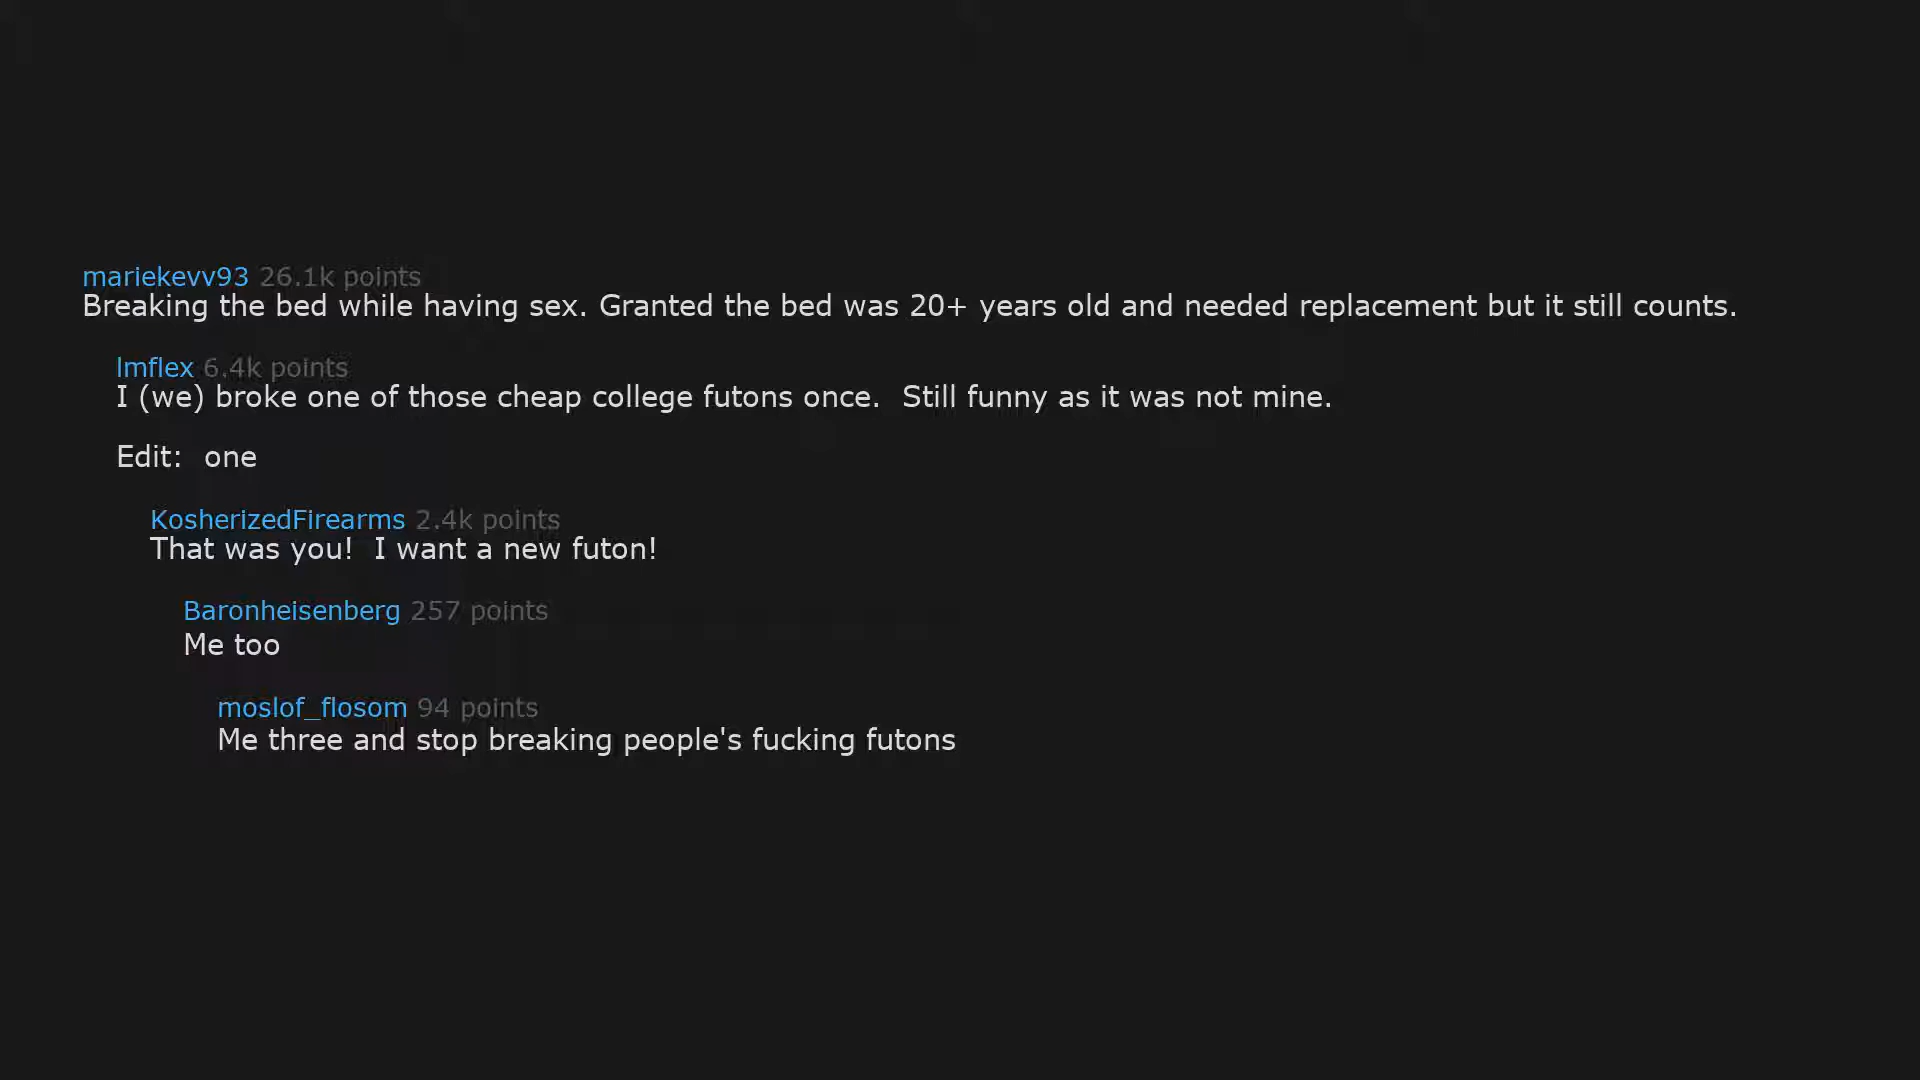 mariekevv93 26.1k points
Breaking the bed while having sex. Granted the bed was 20+ years old and needed replacement but it still counts.
lmflex 6.4k points
I (we) broke one of those cheap college futons once.  Still funny as it was not mine.
Edit:  one
KosherizedFirearms 2.4k points
That was you!  I want a new futon!
Baronheisenberg 257 points
Me too
moslof_flosom 94 points
Me three and stop breaking people's fucking futons